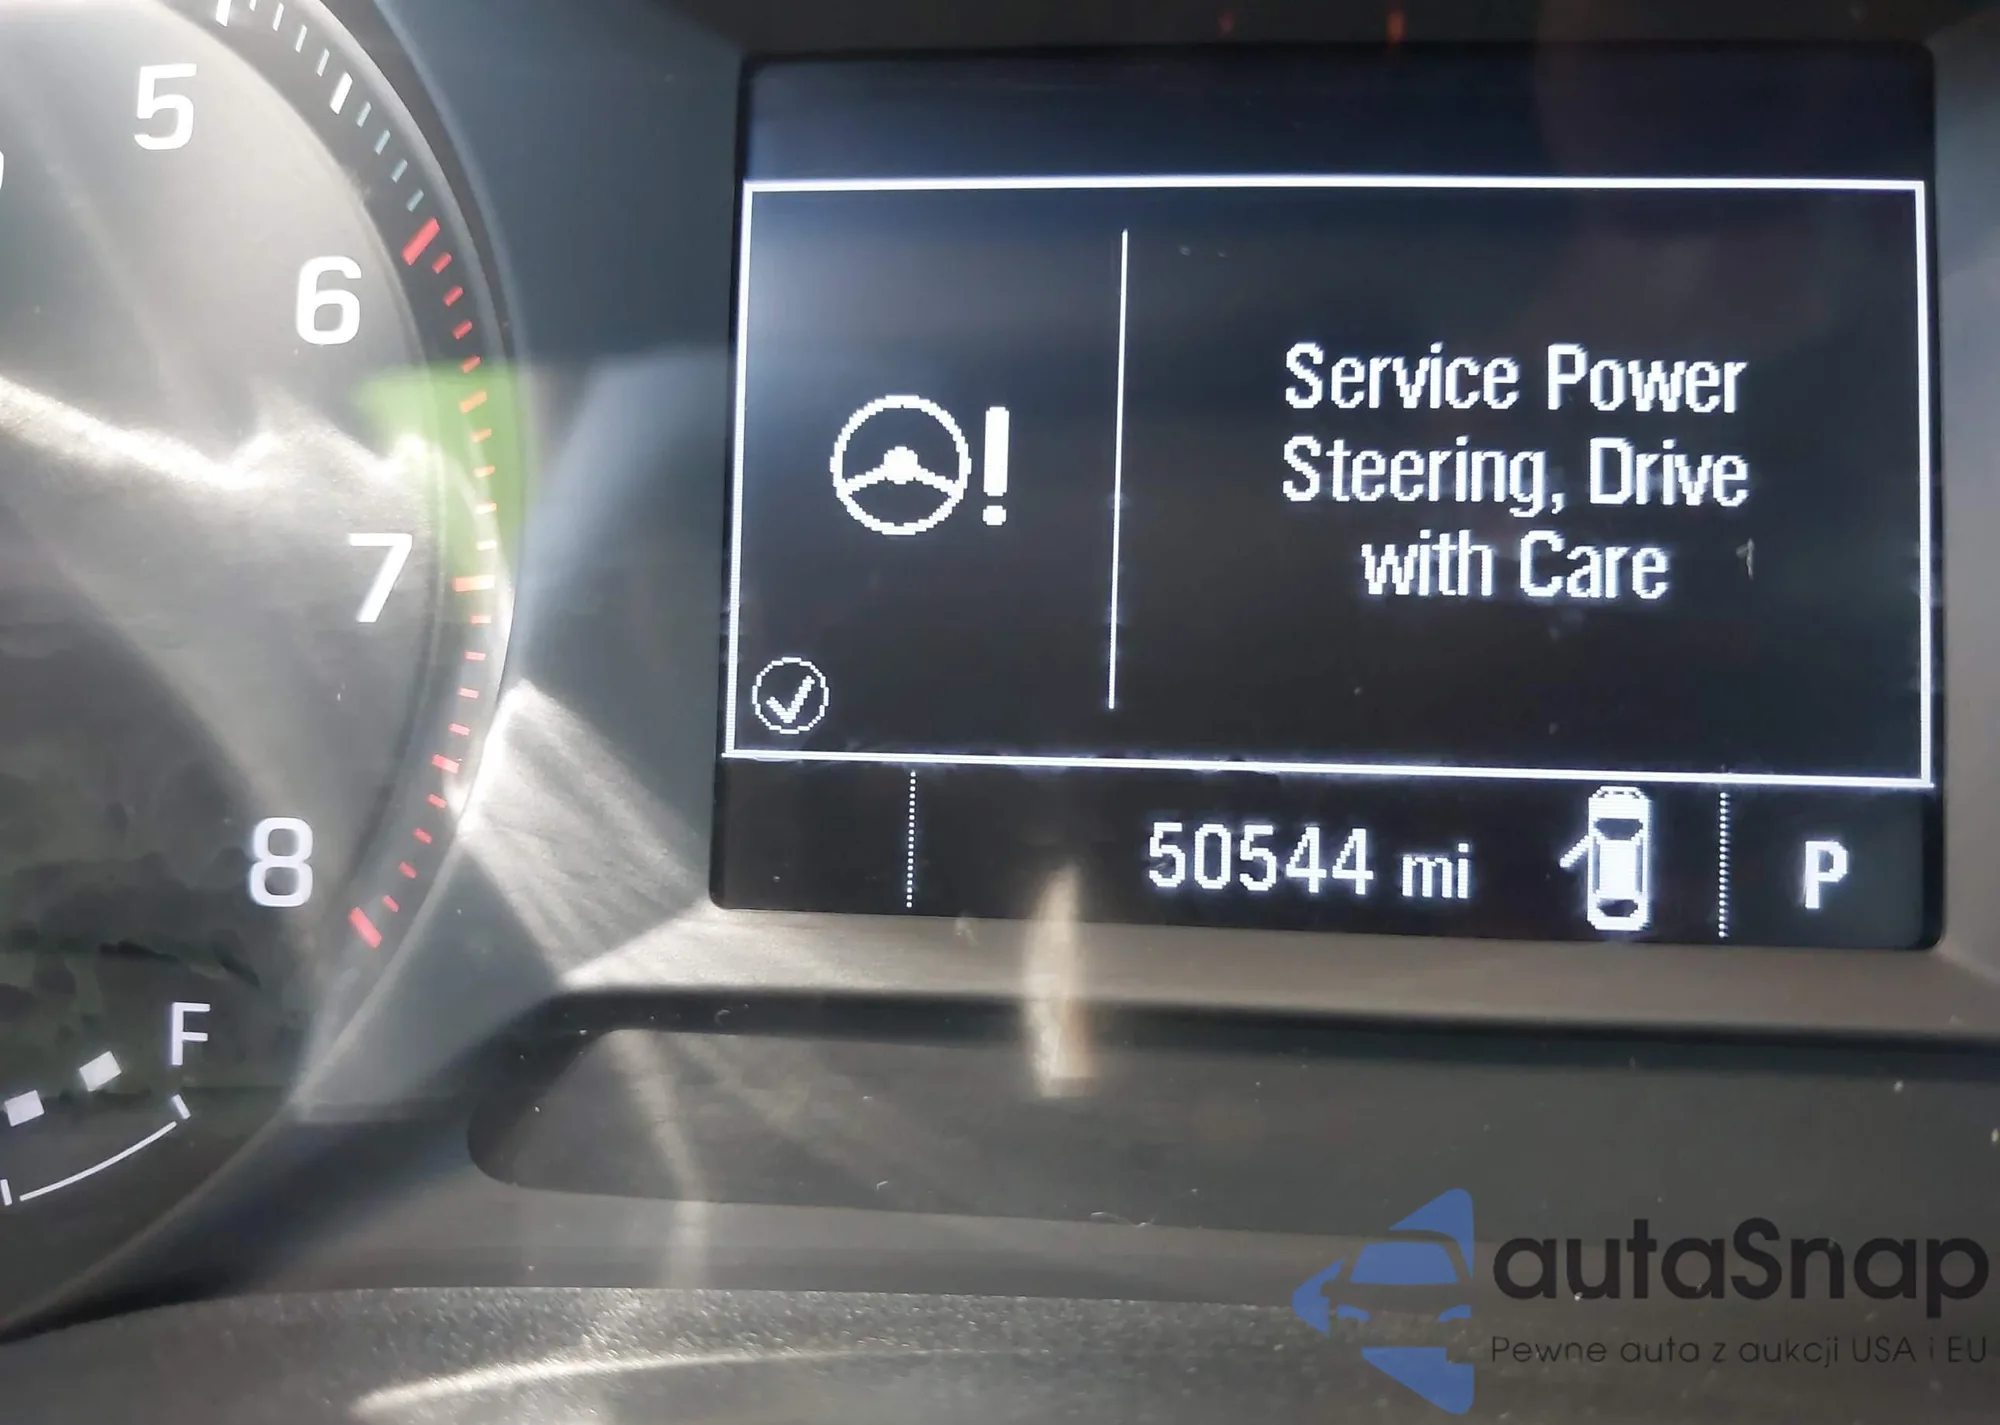 5
6
7
8
F
Service Power
Steering, Drive
with Care
50544 mi
P
autaSnap
Pewne auta z aukcji USA i EU